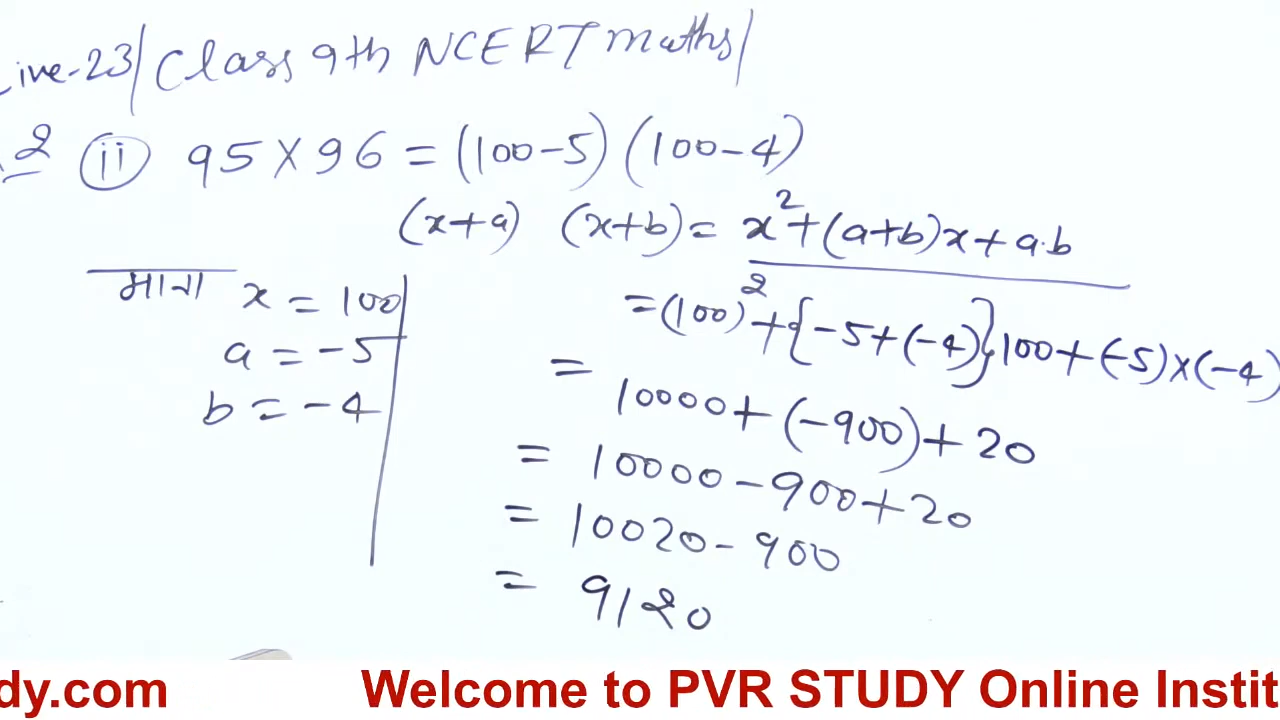 ive-23/ Class 9th NCERT maths/
2 (ii) 95 × 96 = (100-5) (100-4)
(x+a) (x+b) = x²+(a+b)x+a.b
माना x = 100
a = -5
b = -4
=(100)²+{-5+(-4)}100+(-5)×(-4)
= 10000+(-900)+20
= 10000-900+20
= 10020-900
= 9120
dy.com Welcome to PVR STUDY Online Instit